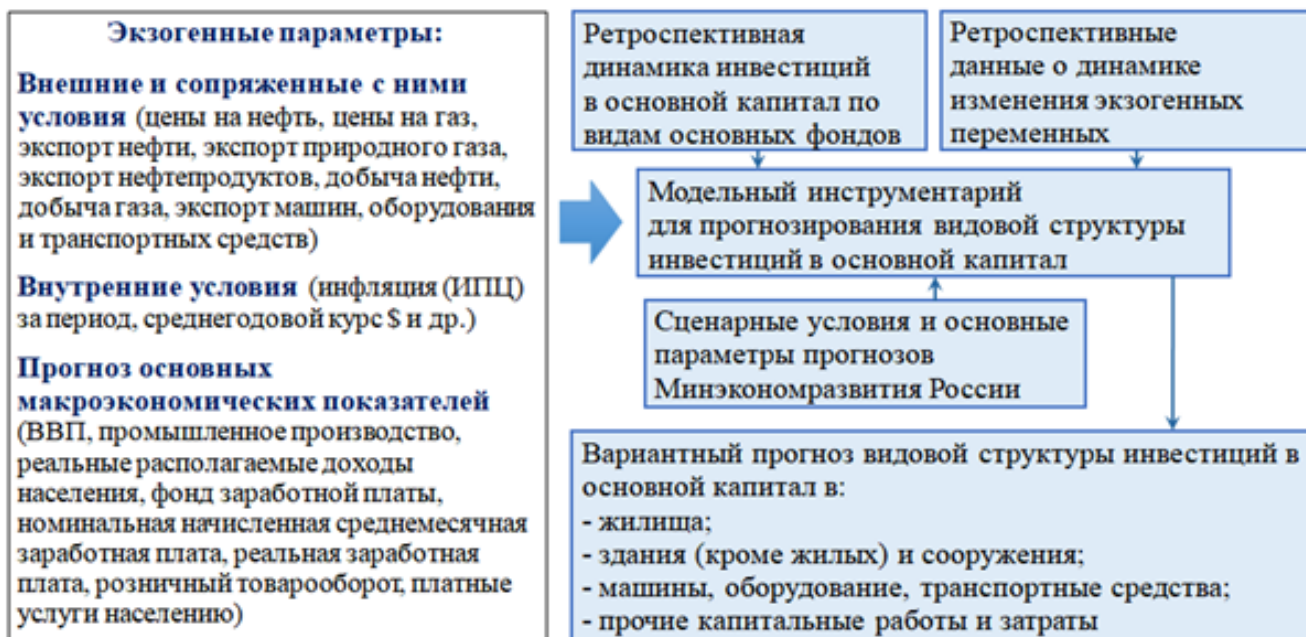 Экзогенные параметры:
Внешние и сопряженные с ними
условия (цены на нефть, цены на газ,
экспорт нефти, экспорт природного газа,
экспорт нефтепродуктов, добыча нефти,
добыча газа, экспорт машин, оборудования
и транспортных средств)
Внутренние условия (инфляция (ИПЦ)
за период, среднегодовой курс $ и др.)
Прогноз основных
макроэкономических показателей
(ВВП, промышленное производство,
реальные располагаемые доходы
населения, фонд заработной платы,
номинальная начисленная среднемесячная
заработная плата, реальная заработная
плата, розничный товарооборот, платные
услуги населению)
Ретроспективная
динамика инвестиций
в основной капитал по
видам основных фондов
Ретроспективные
данные о динамике
изменения экзогенных
переменных
Модельный инструментарий
для прогнозирования видовой структуры
инвестиций в основной капитал
Сценарные условия и основные
параметры прогнозов
Минэкономразвития России
Вариантный прогноз видовой структуры инвестиций в
основной капитал в:
- жилища;
- здания (кроме жилых) и сооружения;
- машины, оборудование, транспортные средства;
- прочие капитальные работы и затраты